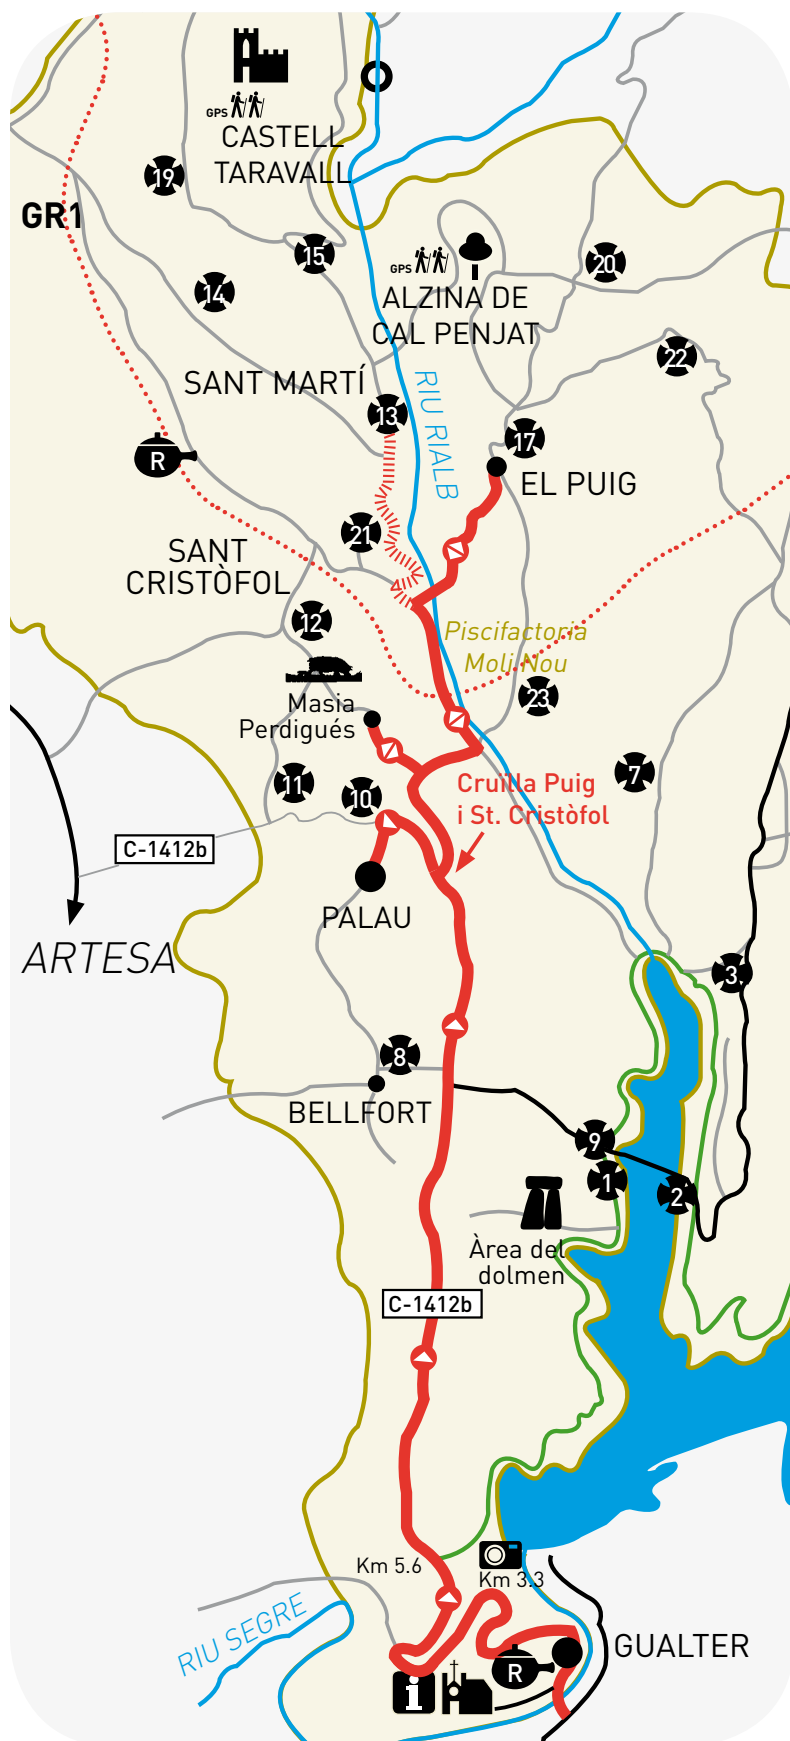 GPS
CASTELL
TARAVALL
19
GR1
15
14
GPS
20
ALZINA DE
CAL PENJAT
22
SANT MARTÍ
RIU RIALB
13
17
R
EL PUIG
21
SANT
CRISTÒFOL
12
Piscifactoria
Molí Nou
Masia
Perdigués
23
11
10
7
Cruïlla Puig
i St. Cristòfol
C-1412b
PALAU
ARTESA
3
8
BELLFORT
9
1
2
Àrea del
dolmen
C-1412b
Km 5.6
Km 3.3
RIU SEGRE
GUALTER
R
i